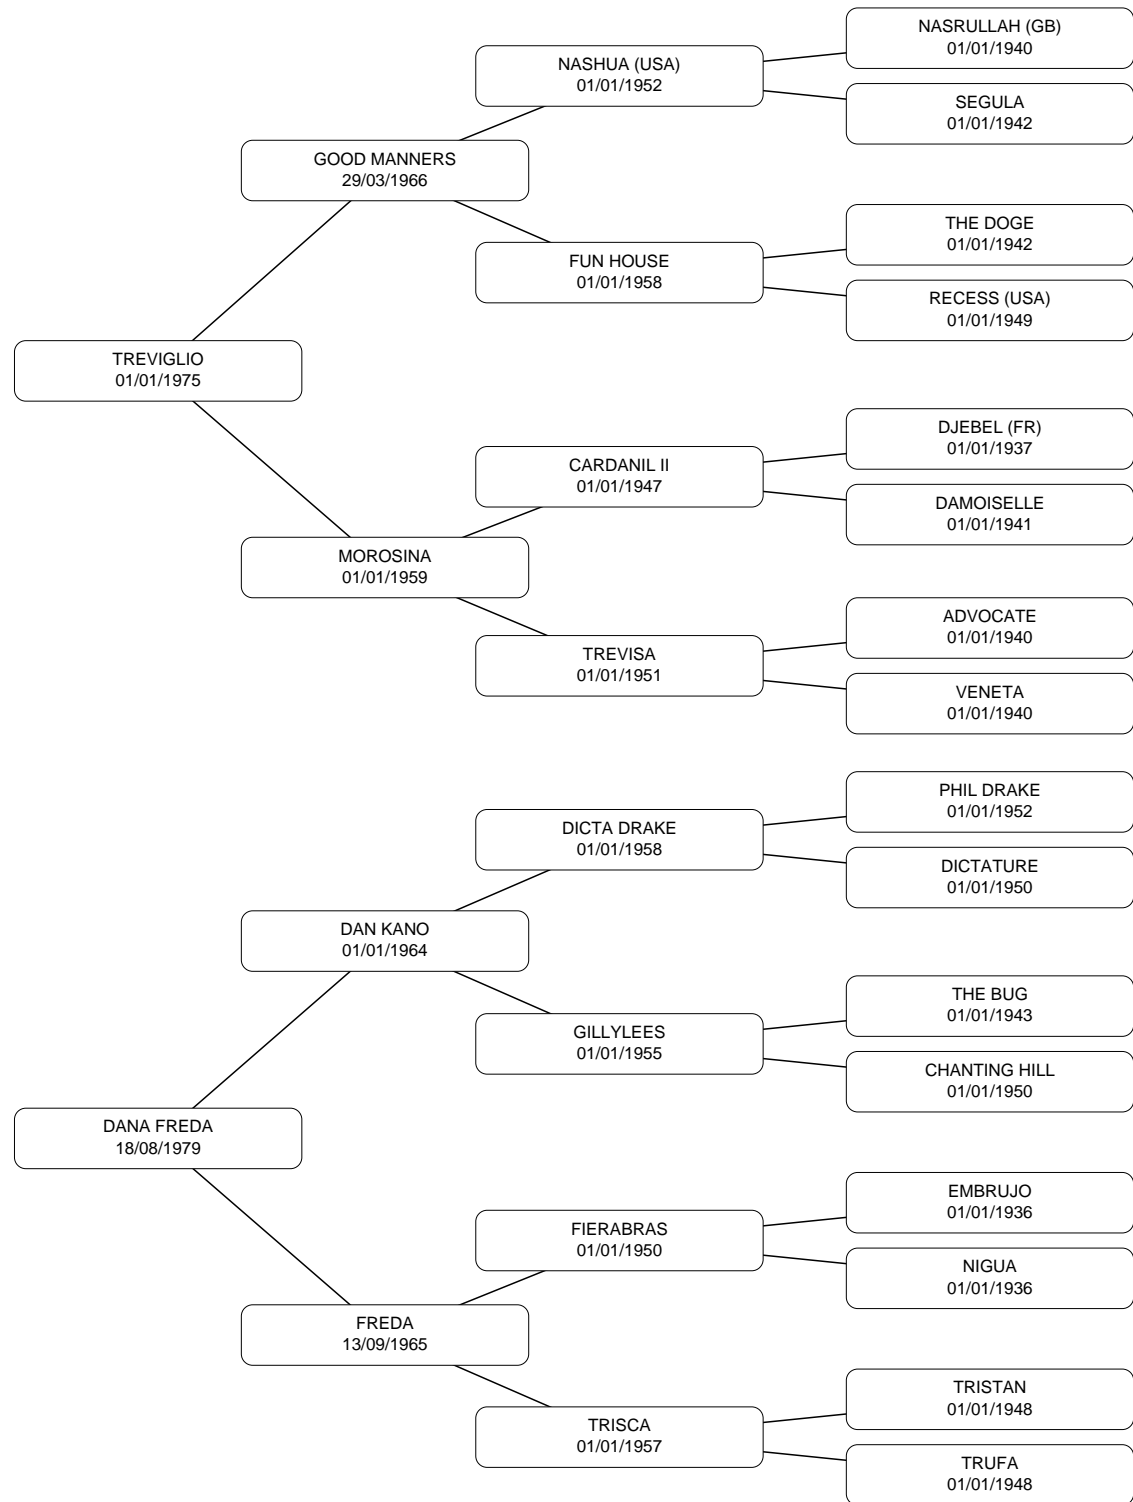 NASRULLAH (GB)
01/01/1940
NASHUA (USA)
01/01/1952
SEGULA
01/01/1942
GOOD MANNERS
29/03/1966
THE DOGE
01/01/1942
FUN HOUSE
01/01/1958
RECESS (USA)
01/01/1949
TREVIGLIO
01/01/1975
DJEBEL (FR)
01/01/1937
CARDANIL II
01/01/1947
DAMOISELLE
01/01/1941
MOROSINA
01/01/1959
ADVOCATE
01/01/1940
TREVISA
01/01/1951
VENETA
01/01/1940
PHIL DRAKE
01/01/1952
DICTA DRAKE
01/01/1958
DICTATURE
01/01/1950
DAN KANO
01/01/1964
THE BUG
01/01/1943
GILLYLEES
01/01/1955
CHANTING HILL
01/01/1950
DANA FREDA
18/08/1979
EMBRUJO
01/01/1936
FIERABRAS
01/01/1950
NIGUA
01/01/1936
FREDA
13/09/1965
TRISTAN
01/01/1948
TRISCA
01/01/1957
TRUFA
01/01/1948